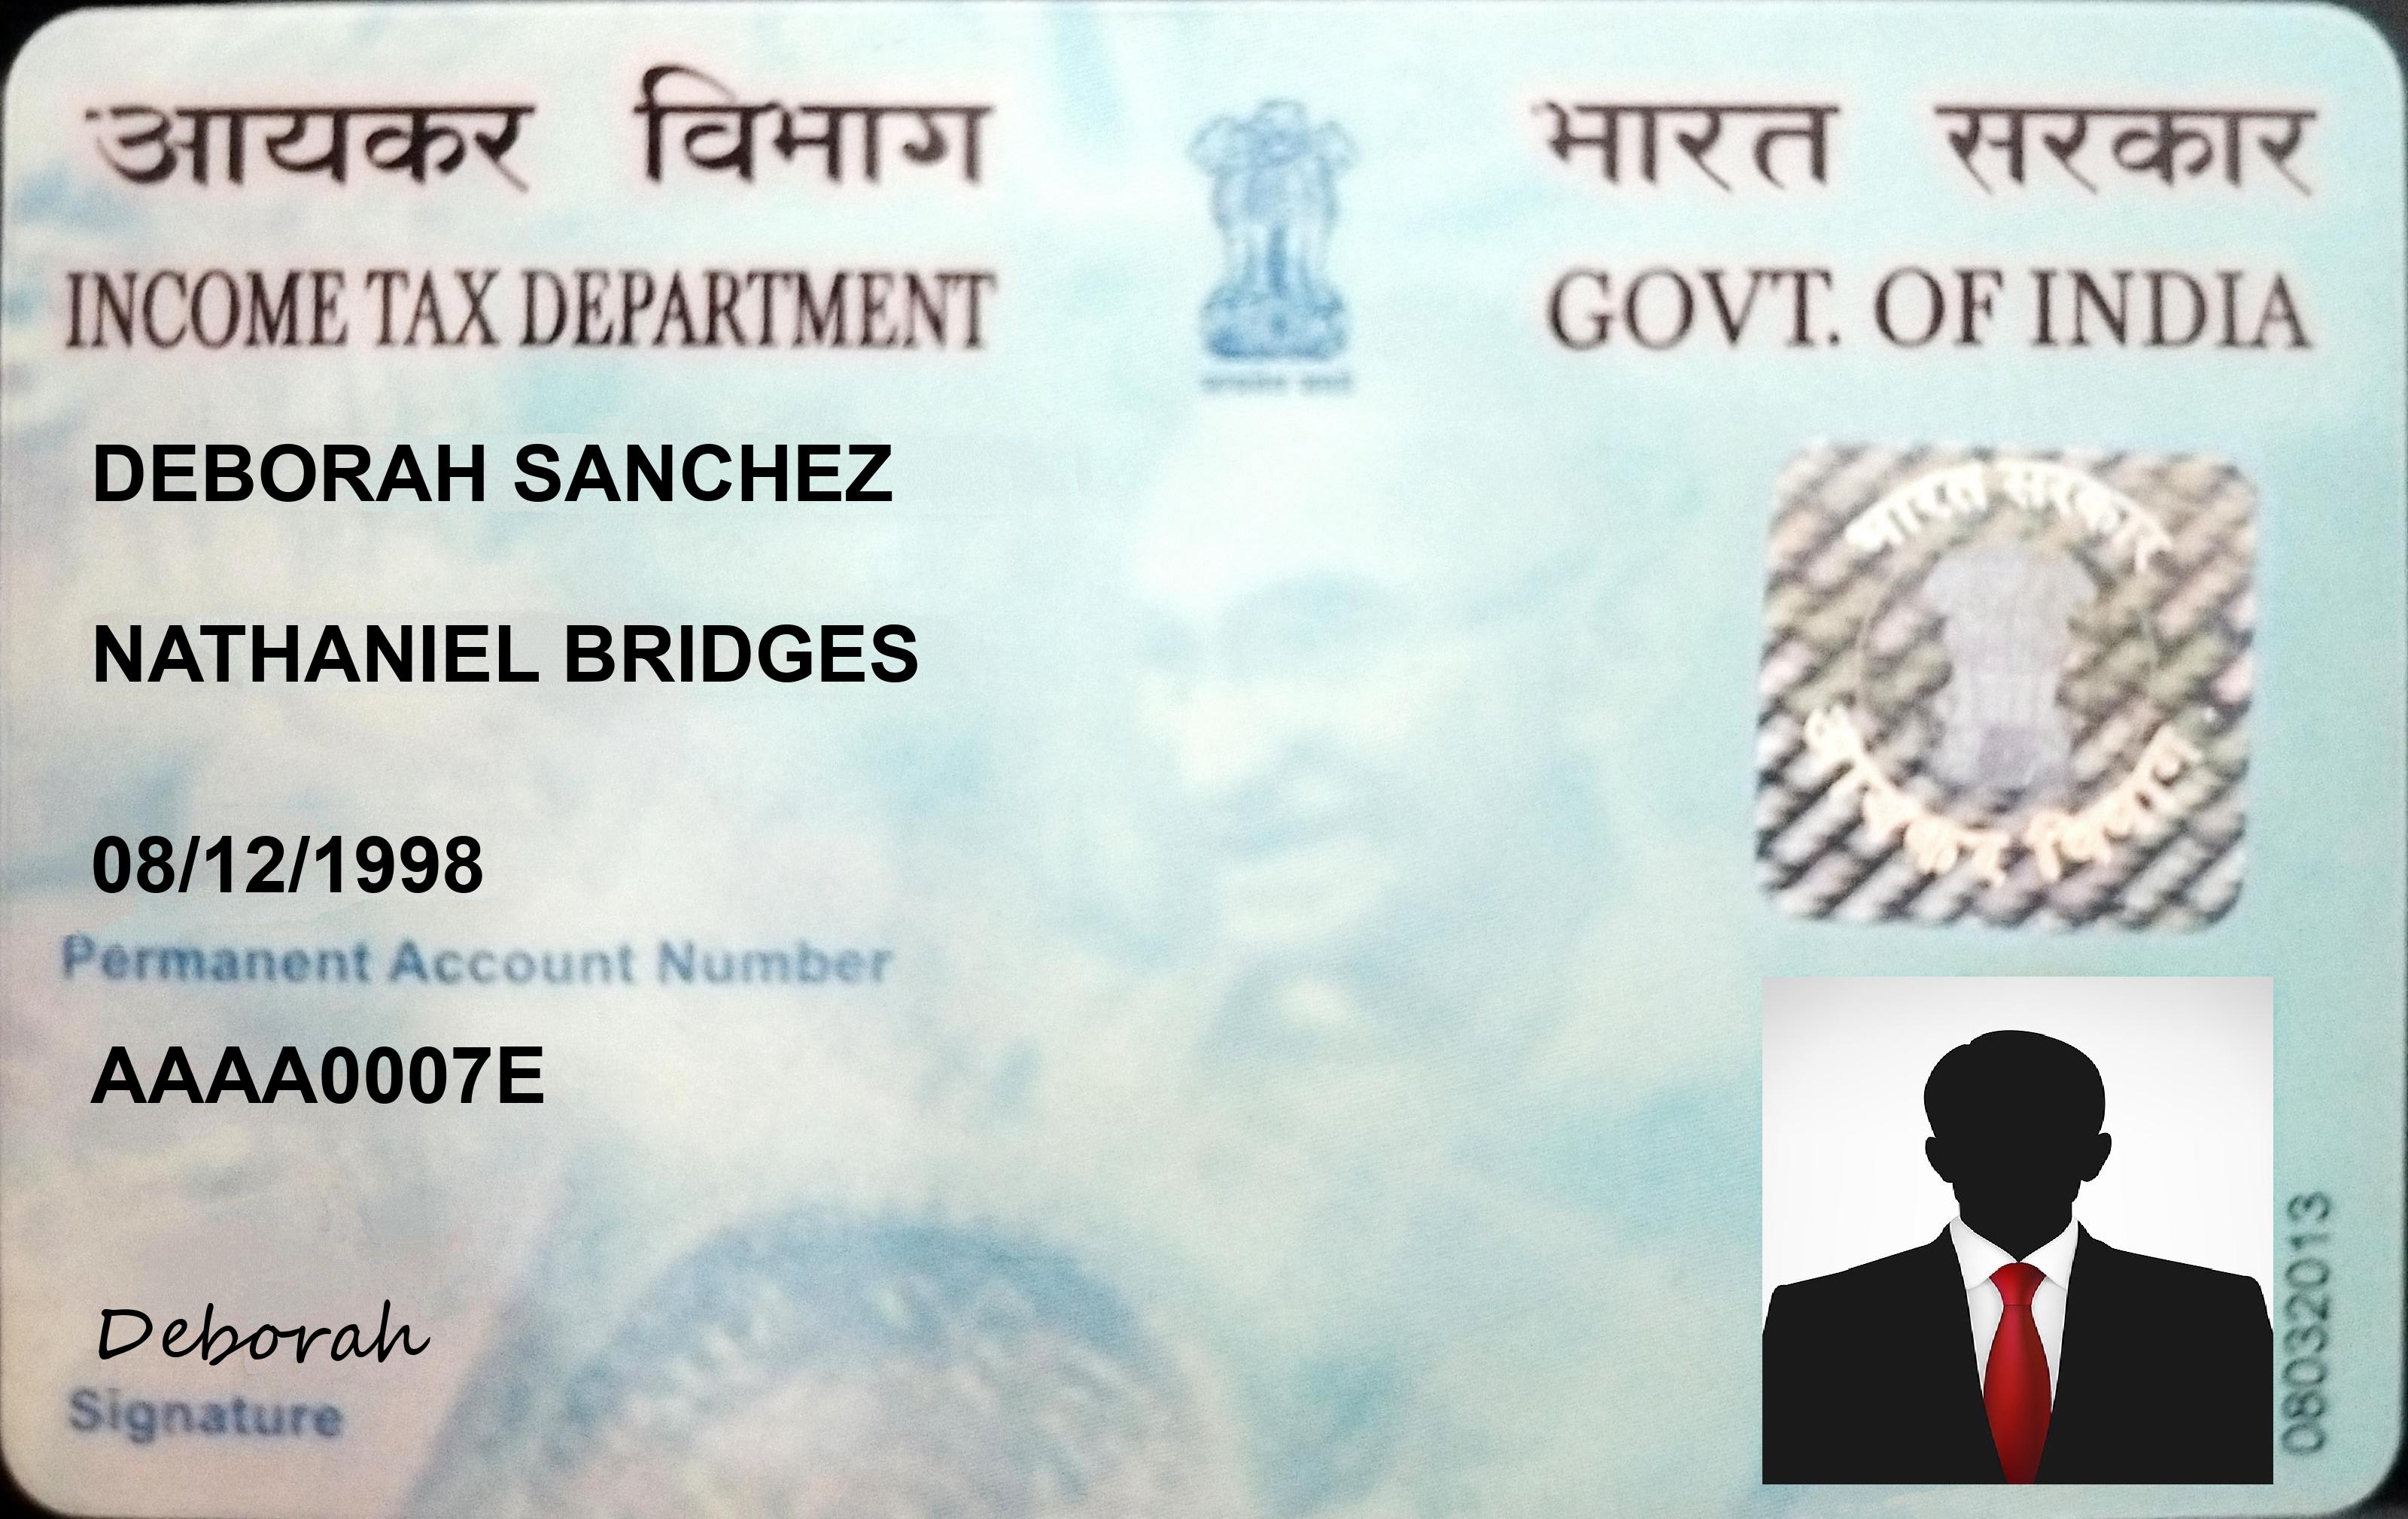 आयकर विभाग
भारत सरकार
INCOME TAX DEPARTMENT
GOVT. OF INDIA
DEBORAH SANCHEZ
NATHANIEL BRIDGES
08/12/1998
Permanent Account Number
AAAA0007E
Deborah
Signature
भारत सरकार
आयकर विभाग
08032013